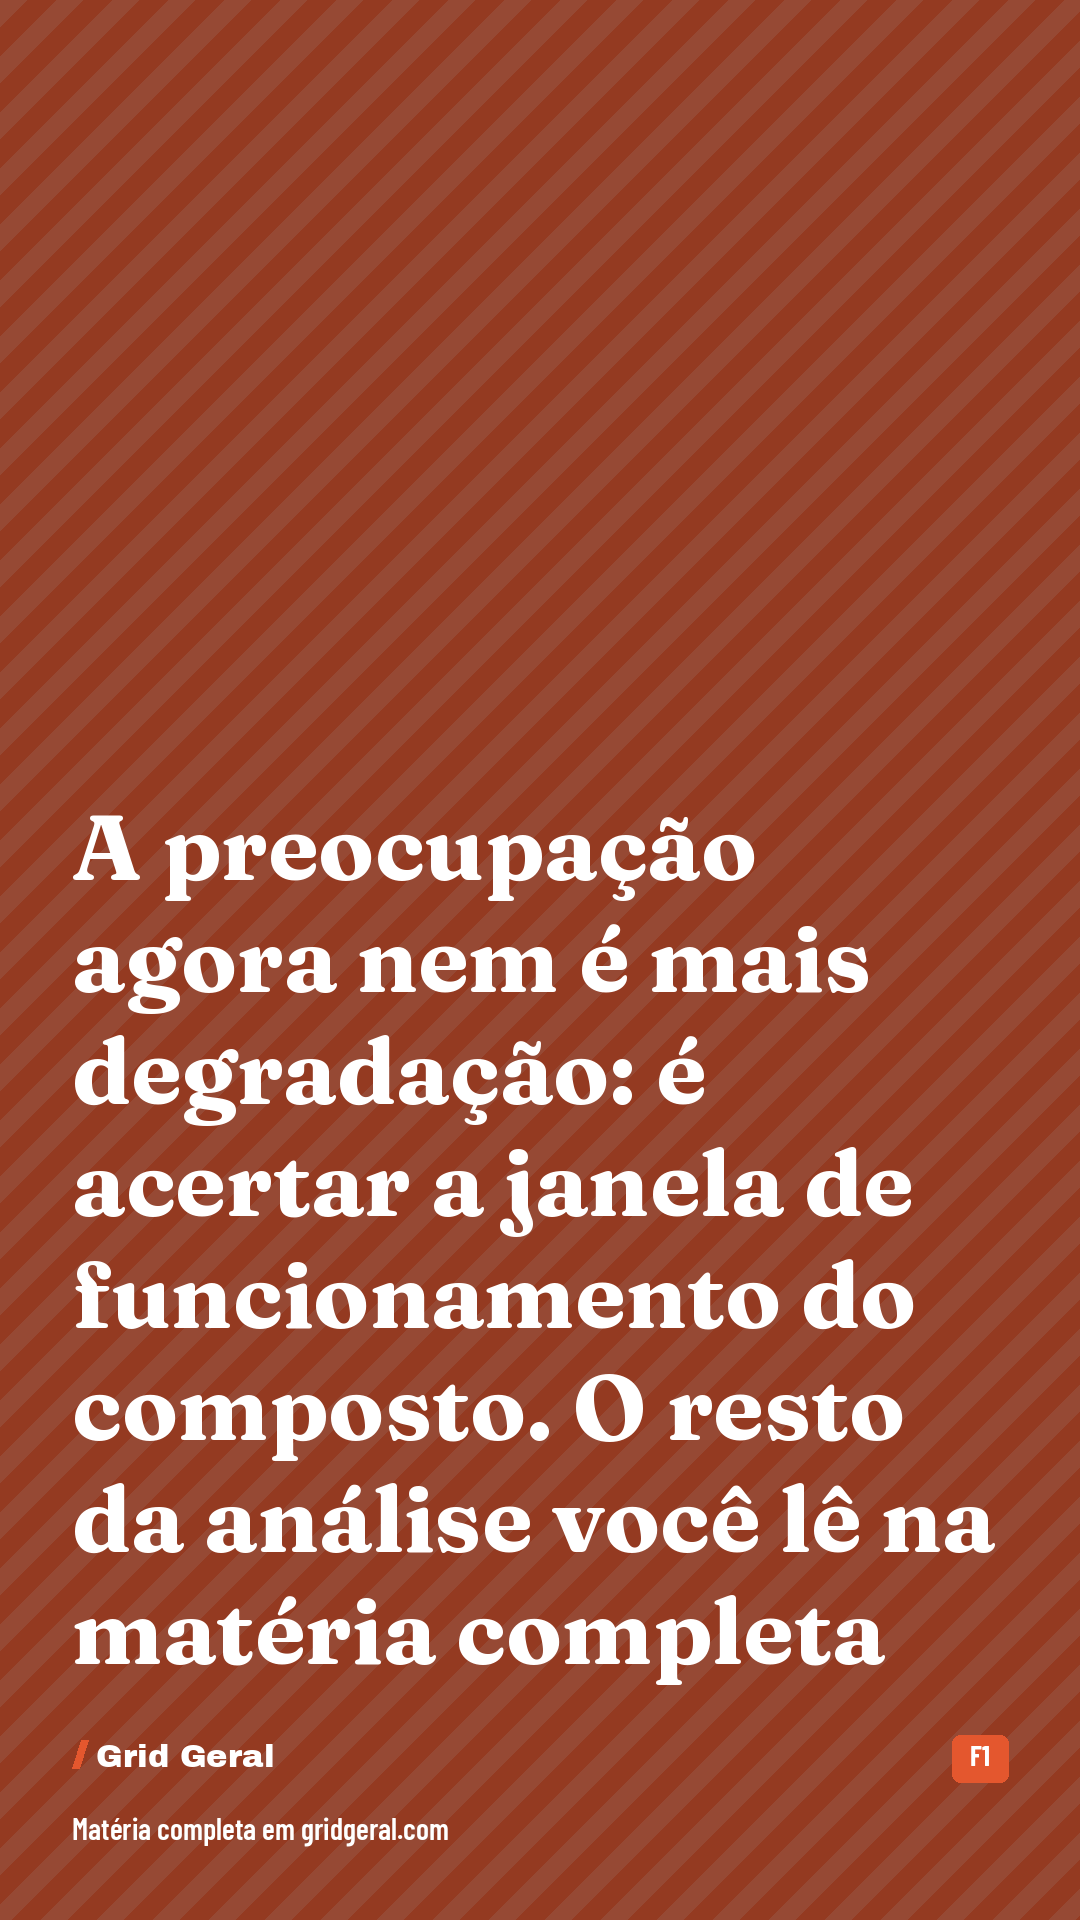 A preocupação
agora nem é mais
degradação: é
acertar a janela de
funcionamento do
composto. O resto
da análise você lê na
matéria completa
/ Grid Geral
F1
Matéria completa em gridgeral.com